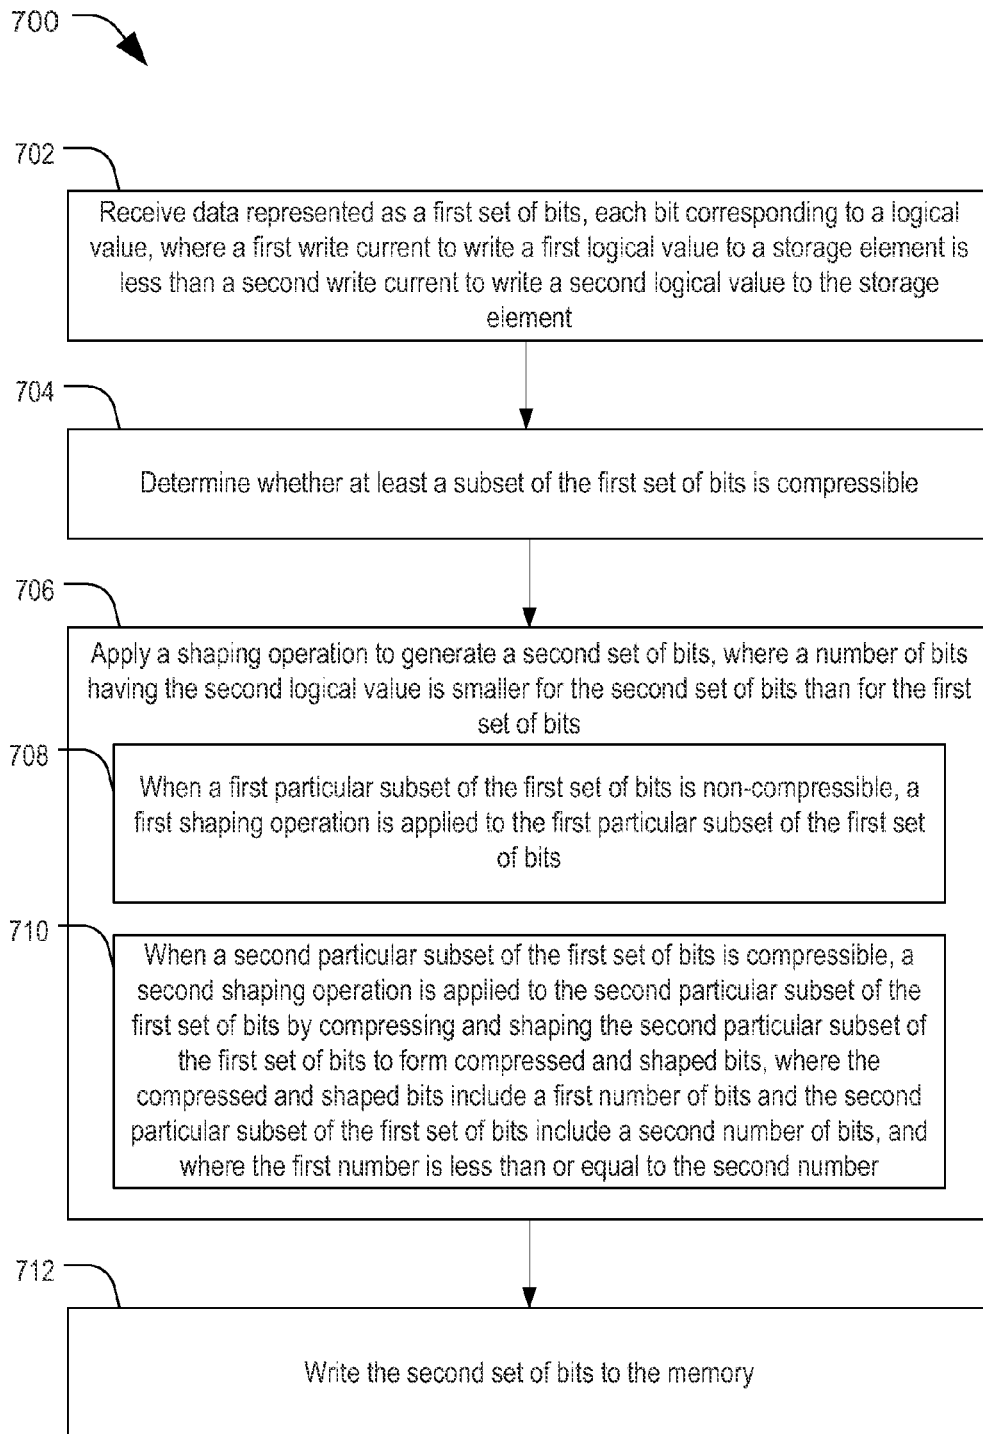 700
702
Receive data represented as a first set of bits, each bit corresponding to a logical
value, where a first write current to write a first logical value to a storage element is
less than a second write current to write a second logical value to the storage
element
704
Determine whether at least a subset of the first set of bits is compressible
706
Apply a shaping operation to generate a second set of bits, where a number of bits
having the second logical value is smaller for the second set of bits than for the first
set of bits
708
When a first particular subset of the first set of bits is non-compressible, a
first shaping operation is applied to the first particular subset of the first set
of bits
710
When a second particular subset of the first set of bits is compressible, a
second shaping operation is applied to the second particular subset of the
first set of bits by compressing and shaping the second particular subset of
the first set of bits to form compressed and shaped bits, where the
compressed and shaped bits include a first number of bits and the second
particular subset of the first set of bits include a second number of bits, and
where the first number is less than or equal to the second number
712
Write the second set of bits to the memory